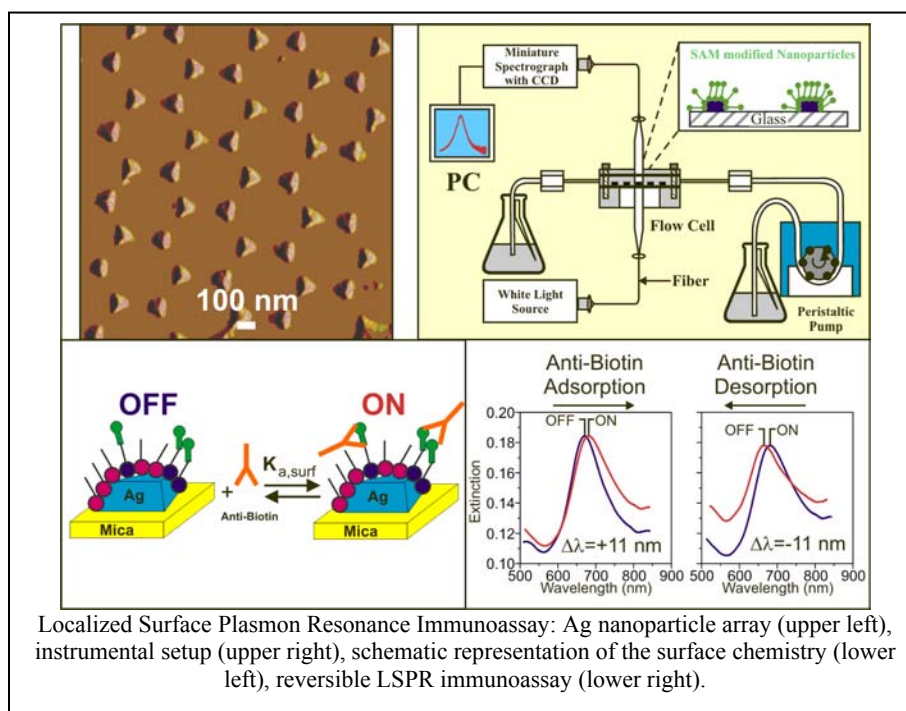 100 nm
Miniature
Spectrograph
with CCD
SAM modified Nanoparticles
Glass
PC
Flow Cell
Fiber
White Light
Source
Peristaltic
Pump
OFF
ON
Ag
Mica
+
Anti-Biotin
Ka,surf
Ag
Mica
Anti-Biotin
Adsorption
Anti-Biotin
Desorption
OFF
ON
OFF
ON
Extinction
0.20
0.18
0.16
0.14
0.12
0.10
Δλ=+11 nm
Δλ=-11 nm
500 600 700 800 900
500 600 700 800 900
Wavelength (nm)
Wavelength (nm)
Localized Surface Plasmon Resonance Immunoassay: Ag nanoparticle array (upper left),
instrumental setup (upper right), schematic representation of the surface chemistry (lower
left), reversible LSPR immunoassay (lower right).